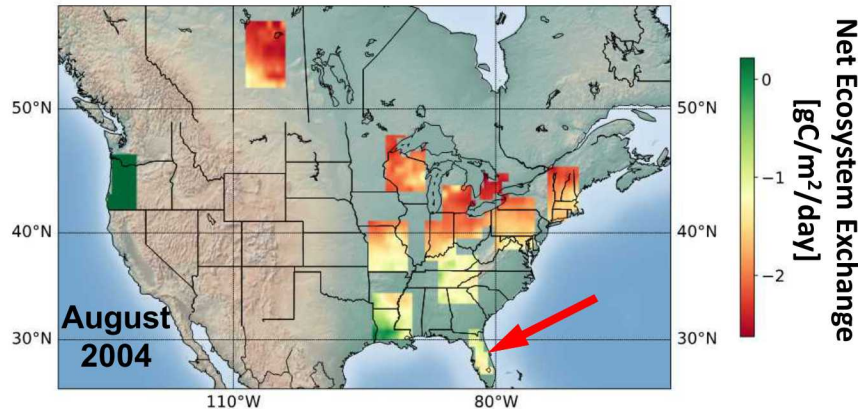 50°N
40°N
30°N
August
2004
110°W
80°W
50°N
40°N
30°N
0
−1
−2
Net Ecosystem Exchange
[gC/m²/day]